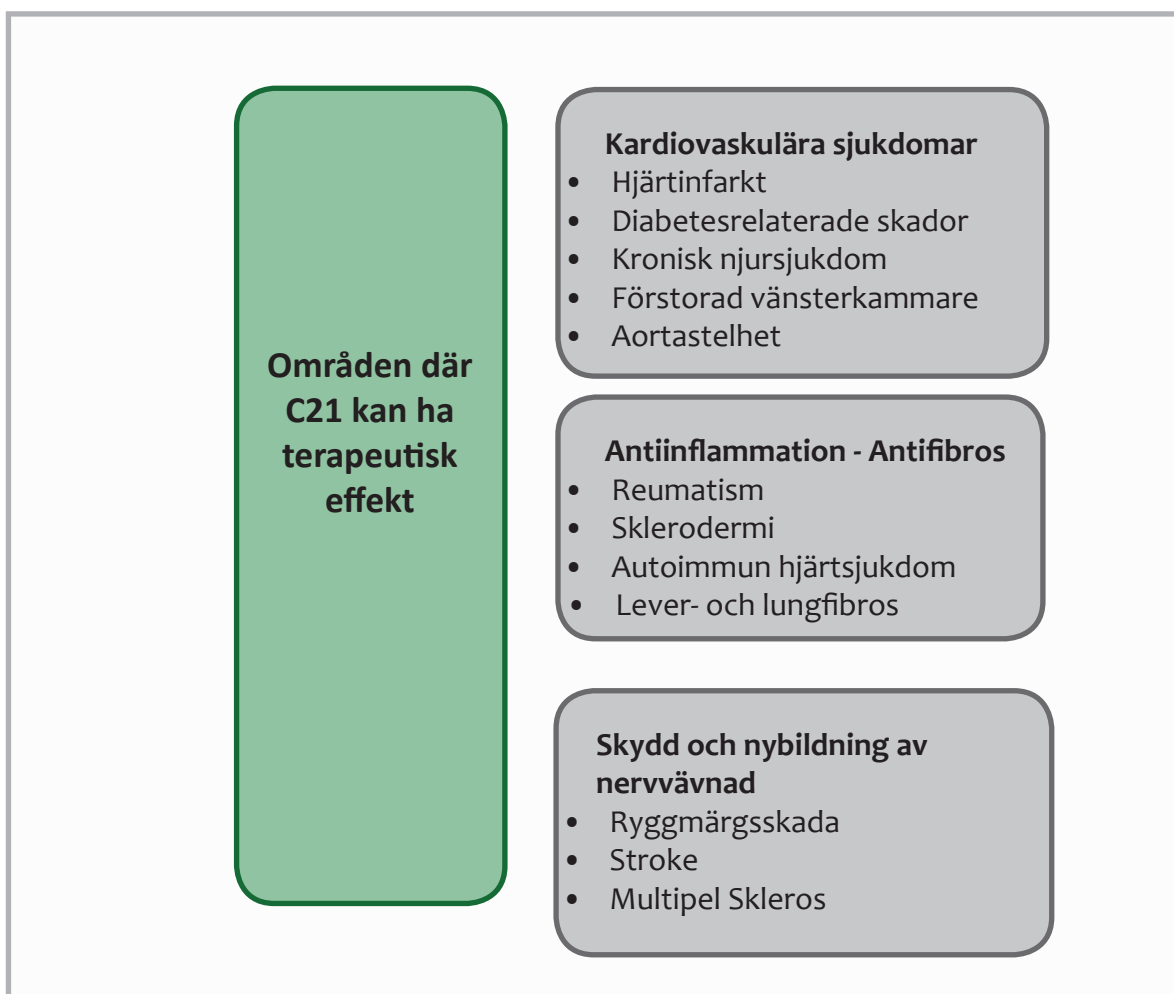 Områden där
C21 kan ha
terapeutisk
effekt
Kardiovaskulära sjukdomar
• Hjärtinfarkt
• Diabetesrelaterade skador
• Kronisk njursjukdom
• Förstorad vänsterkammare
• Aortastelhet
Antiinflammation - Antifibros
• Reumatism
• Sklerodermi
• Autoimmun hjärtsjukdom
• Lever- och lungfibros
Skydd och nybildning av
nervvävnad
• Ryggmärgsskada
• Stroke
• Multipel Skleros